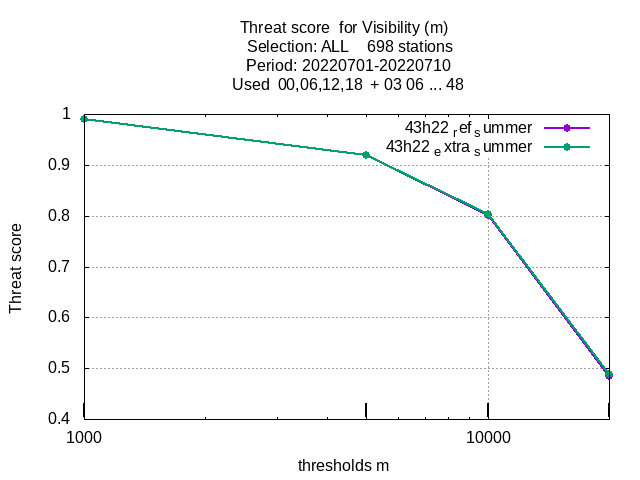 Threat score  for Visibility (m)
Selection: ALL    698 stations
Period: 20220701-20220710
Used  00,06,12,18  + 03 06 ... 48
43h22 ref summer
43h22 extra summer
1
0.9
0.8
0.7
0.6
0.5
0.4
Threat score
1000
10000
thresholds m